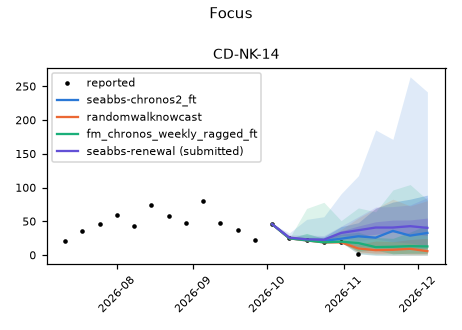 Focus
CD-NK-14
reported
seabbs-chronos2_ft
randomwalknowcast
fm_chronos_weekly_ragged_ft
seabbs-renewal (submitted)
250
200
150
100
50
0
2026-08
2026-09
2026-10
2026-11
2026-12